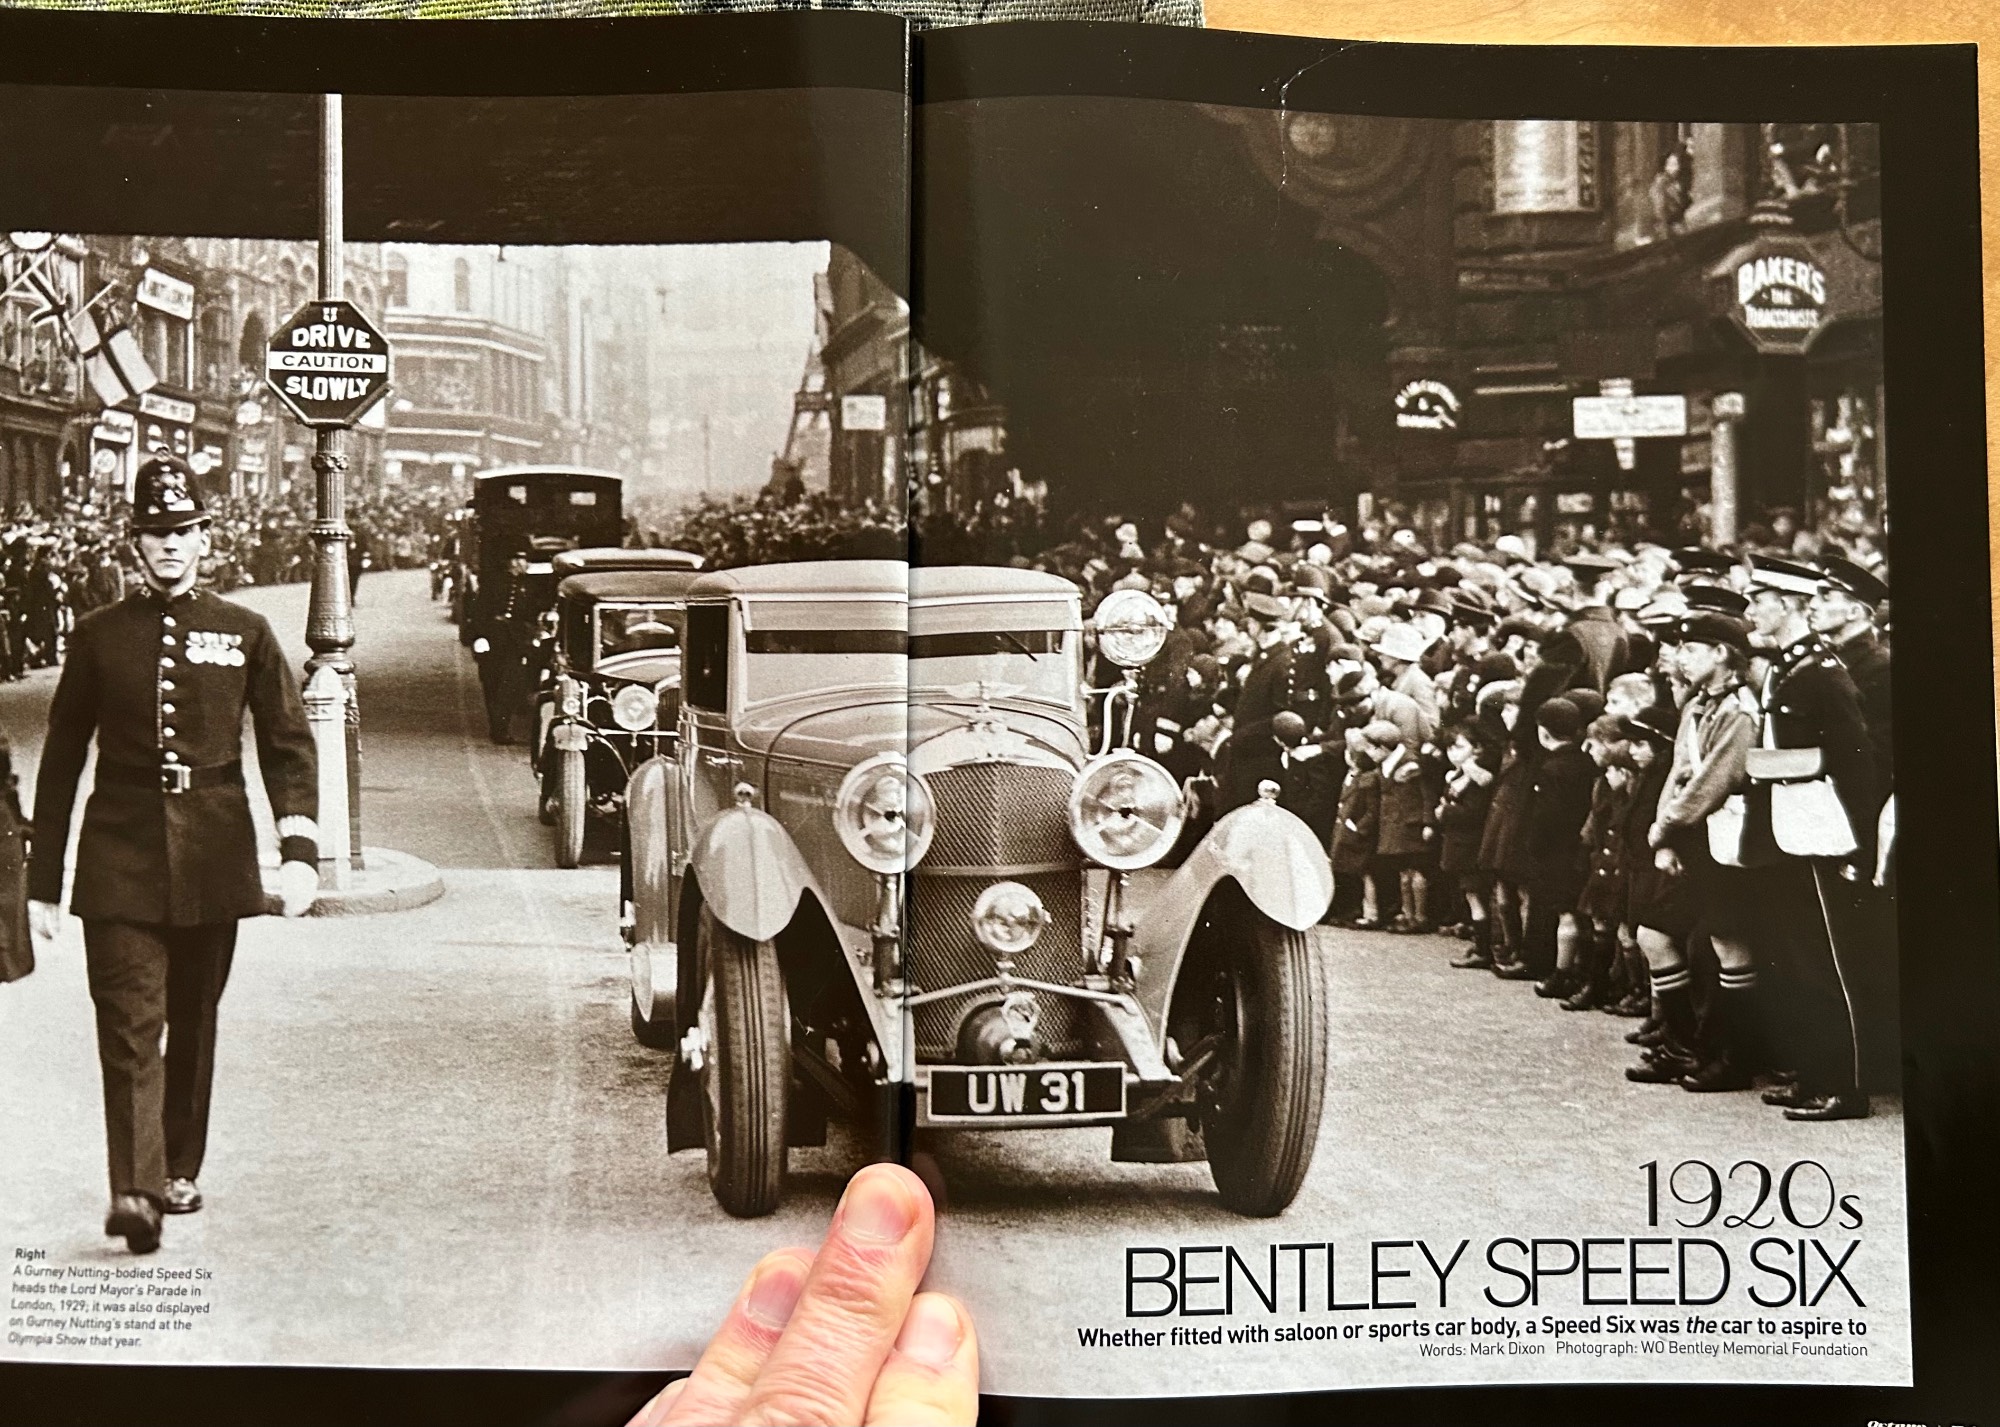 DRIVE
CAUTION
SLOWLY
BAKER'S
THE
TOBACCONISTS
UW 31
Right
A Gurney Nutting-bodied Speed Six
heads the Lord Mayor's Parade in
London, 1929; it was also displayed
on Gurney Nutting's stand at the
Olympia Show that year.
1920s
BENTLEY SPEED SIX
Whether fitted with saloon or sports car body, a Speed Six was the car to aspire to
Words: Mark Dixon Photograph: WO Bentley Memorial Foundation